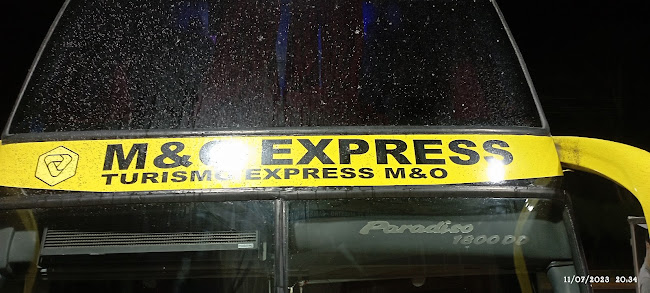 M&O EXPRESS
TURISMO EXPRESS M&O
Paradiso
1800 DD
11/07/2023 20:34